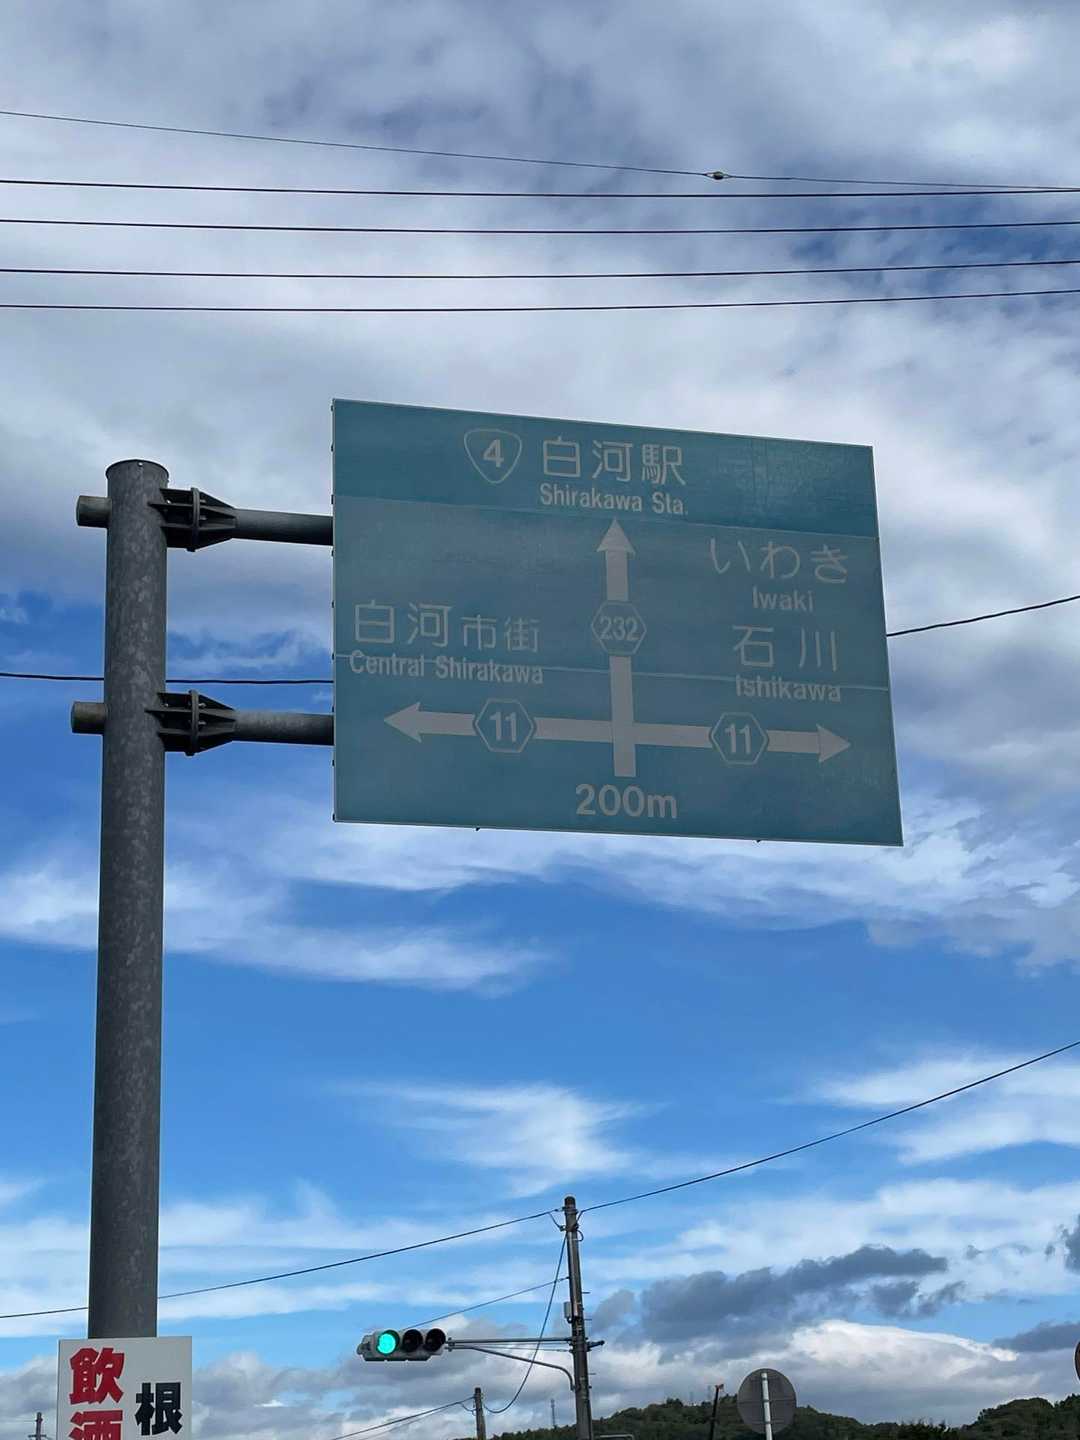 4 白河駅
Shirakawa Sta.
いわき
Iwaki
白河市街
Central Shirakawa
232
石川
Ishikawa
11
11
200m
飲酒
根